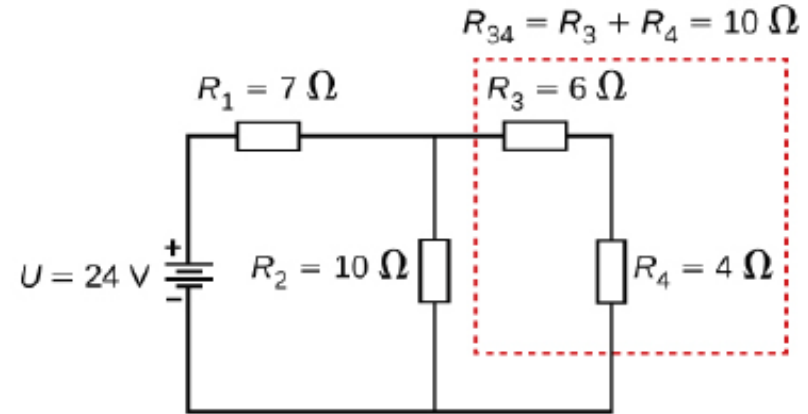 R₃₄ = R₃ + R₄ = 10 Ω
R₁ = 7 Ω
R₃ = 6 Ω
+
U = 24 V
−
R₂ = 10 Ω
R₄ = 4 Ω